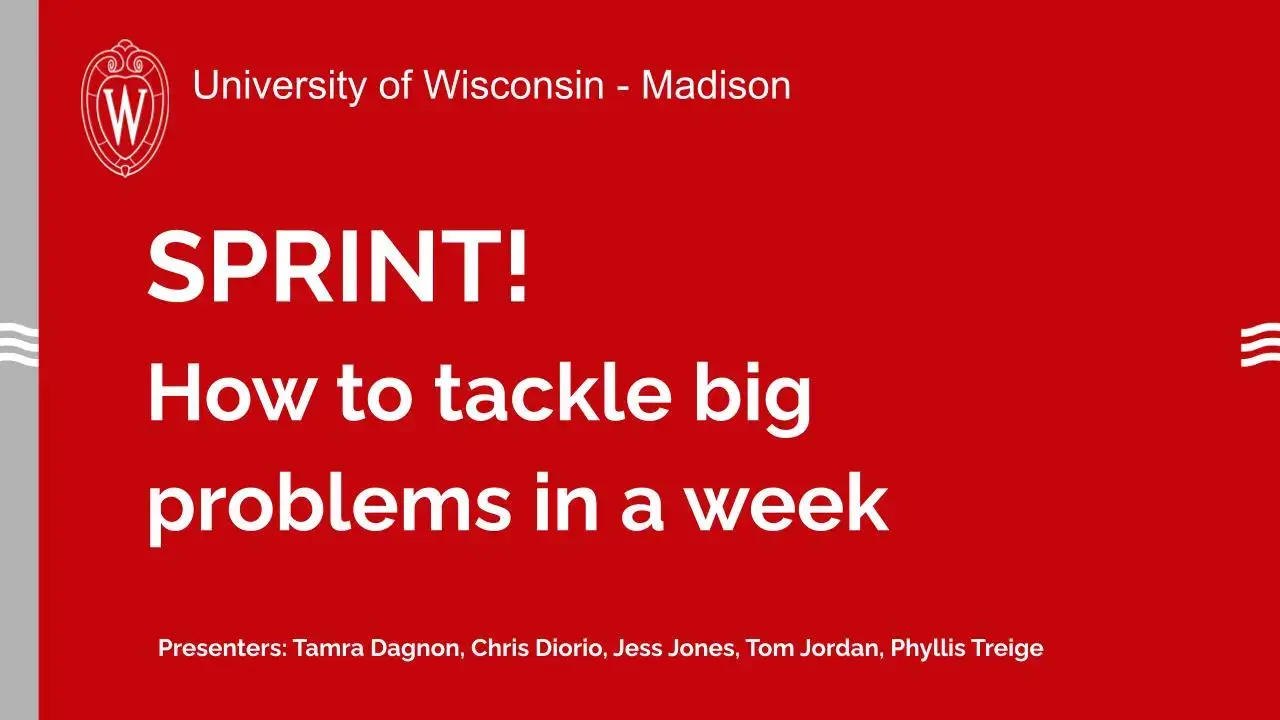 W
University of Wisconsin - Madison
SPRINT!
How to tackle big
problems in a week
Presenters: Tamra Dagnon, Chris Diorio, Jess Jones, Tom Jordan, Phyllis Treige